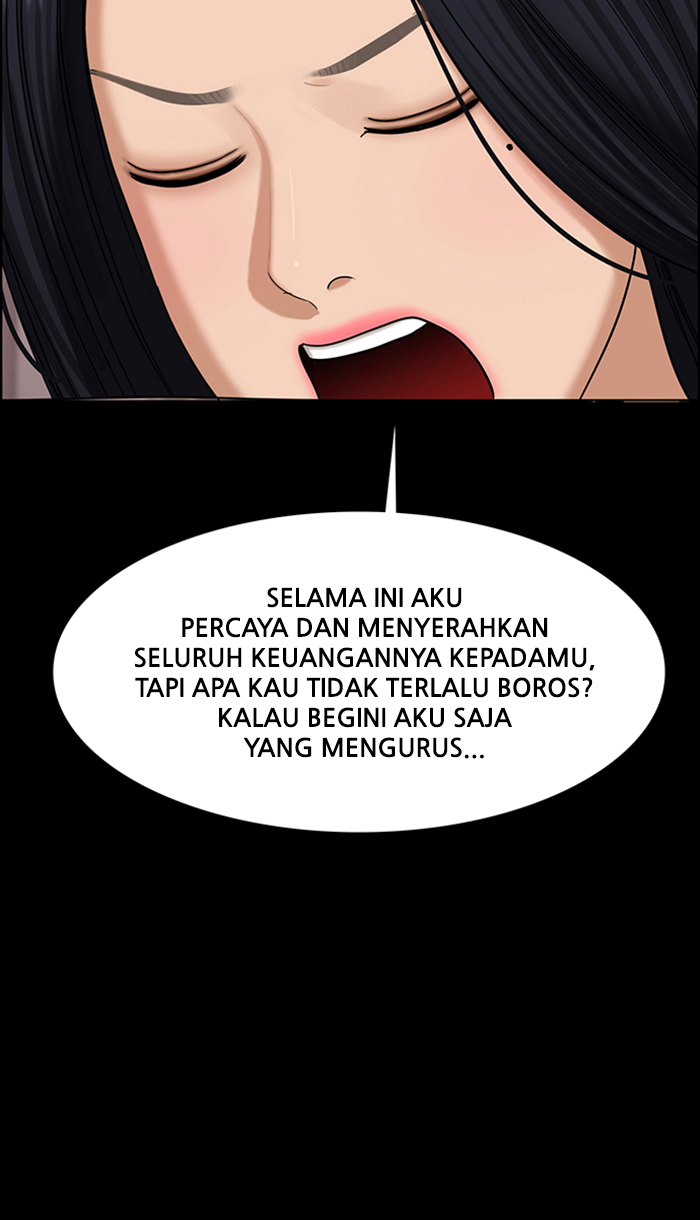 SELAMA INI AKU
PERCAYA DAN MENYERAHKAN
SELURUH KEUANGANNYA KEPADAMU,
TAPI APA KAU TIDAK TERLALU BOROS?
KALAU BEGINI AKU SAJA
YANG MENGURUS...